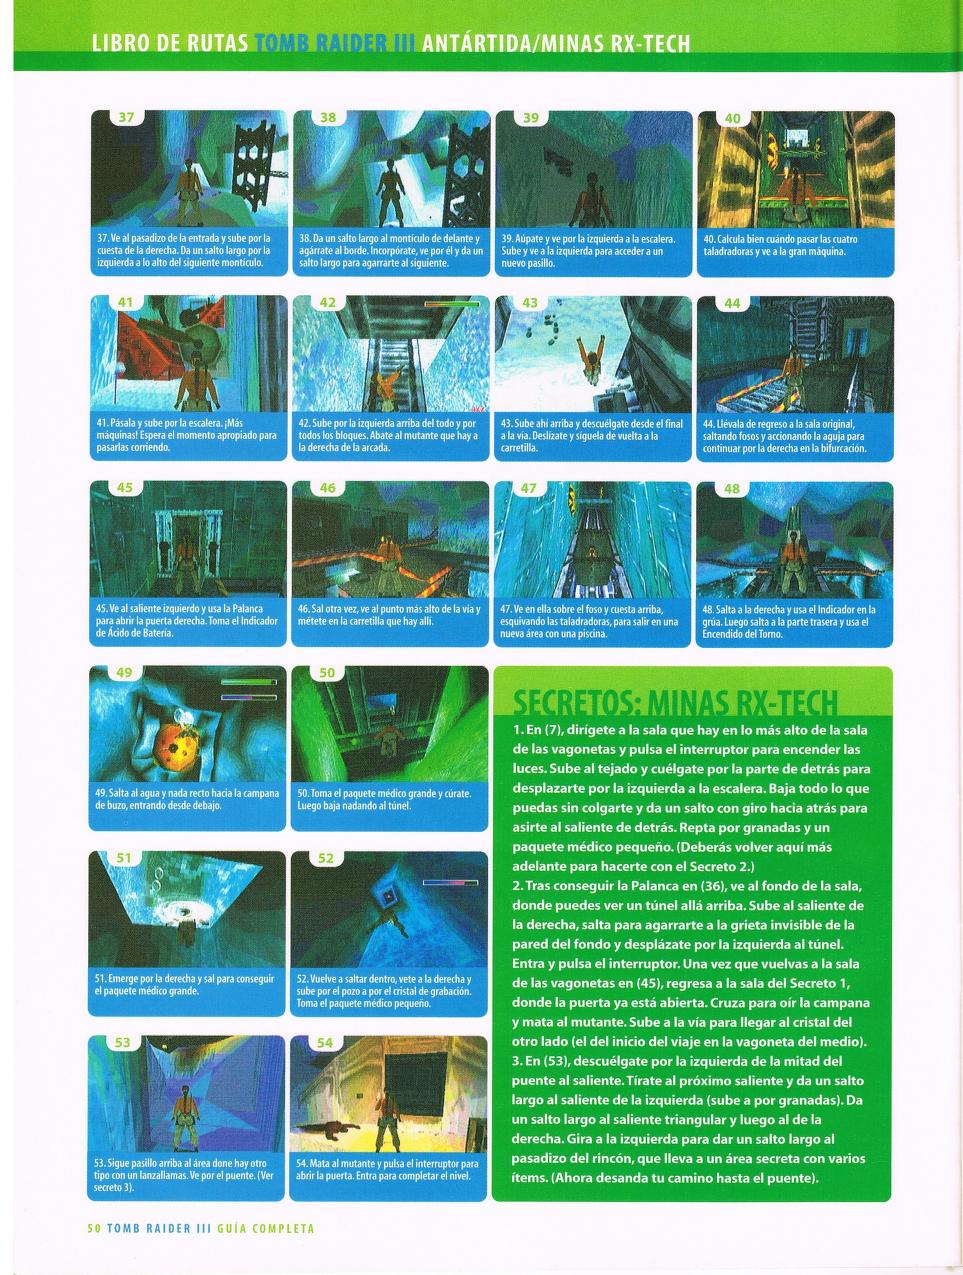 LIBRO DE RUTAS TOMB RAIDER III ANTÁRTIDA/MINAS RX-TECH
37
37. Ve al pasadizo de la entrada y sube por la
cuesta de la derecha. Da un salto largo por la
izquierda a lo alto del siguiente montículo.
38
38. Da un salto largo al montículo de delante y
agárrate al borde. Incorpórate, ve por él y da un
salto largo para agarrarte al siguiente.
39
39. Aúpate y ve por la izquierda a la escalera.
Sube y ve a la izquierda para acceder a un
nuevo pasillo.
40
40. Calcula bien cuándo pasar las cuatro
taladradoras y ve a la gran máquina.
41
41. Pásala y sube por la escalera. ¡Más
máquinas! Espera el momento apropiado para
pasarlas corriendo.
42
42. Sube por la izquierda arriba del todo y por
todos los bloques. Abate al mutante que hay a
la derecha de la arcada.
43
43. Sube ahí arriba y descuélgate desde el final
a la vía. Deslízate y síguela de vuelta a la
carretilla.
44
44. Llévala de regreso a la sala original,
saltando fosos y accionando la aguja para
continuar por la derecha en la bifurcación.
45
45. Ve al saliente izquierdo y usa la Palanca
para abrir la puerta derecha. Toma el Indicador
de Ácido de Batería.
46
46. Sal otra vez, ve al punto más alto de la vía y
métete en la carretilla que hay allí.
47
47. Ve en ella sobre el foso y cuesta arriba,
esquivando las taladradoras, para salir en una
nueva área con una piscina.
48
48. Salta a la derecha y usa el Indicador en la
grúa. Luego salta a la parte trasera y usa el
Encendido del Torno.
49
49. Salta al agua y nada recto hacia la campana
de buzo, entrando desde debajo.
50
50. Toma el paquete médico grande y cúrate.
Luego baja nadando al túnel.
51
51. Emerge por la derecha y sal para conseguir
el paquete médico grande.
52
52. Vuelve a saltar dentro, vete a la derecha y
sube por el pozo a por el cristal de grabación.
Toma el paquete médico pequeño.
53
53. Sigue pasillo arriba al área done hay otro
tipo con un lanzallamas. Ve por el puente. (Ver
secreto 3).
54
54. Mata al mutante y pulsa el interruptor para
abrir la puerta. Entra para completar el nivel.
SECRETOS: MINAS RX-TECH
1. En (7), dirígete a la sala que hay en lo más alto de la sala
de las vagonetas y pulsa el interruptor para encender las
luces. Sube al tejado y cuélgate por la parte de detrás para
desplazarte por la izquierda a la escalera. Baja todo lo que
puedas sin colgarte y da un salto con giro hacia atrás para
asirte al saliente de detrás. Repta por granadas y un
paquete médico pequeño. (Deberás volver aquí más
adelante para hacerte con el Secreto 2.)
2. Tras conseguir la Palanca en (36), ve al fondo de la sala,
donde puedes ver un túnel allá arriba. Sube al saliente de
la derecha, salta para agarrarte a la grieta invisible de la
pared del fondo y desplázate por la izquierda al túnel.
Entra y pulsa el interruptor. Una vez que vuelvas a la sala
de las vagonetas en (45), regresa a la sala del Secreto 1,
donde la puerta ya está abierta. Cruza para oír la campana
y mata al mutante. Sube a la vía para llegar al cristal del
otro lado (el del inicio del viaje en la vagoneta del medio).
3. En (53), descuélgate por la izquierda de la mitad del
puente al saliente. Tírate al próximo saliente y da un salto
largo al saliente de la izquierda (sube a por granadas). Da
un salto largo al saliente triangular y luego al de la
derecha. Gira a la izquierda para dar un salto largo al
pasadizo del rincón, que lleva a un área secreta con varios
ítems. (Ahora desanda tu camino hasta el puente).
50 TOMB RAIDER III GUÍA COMPLETA